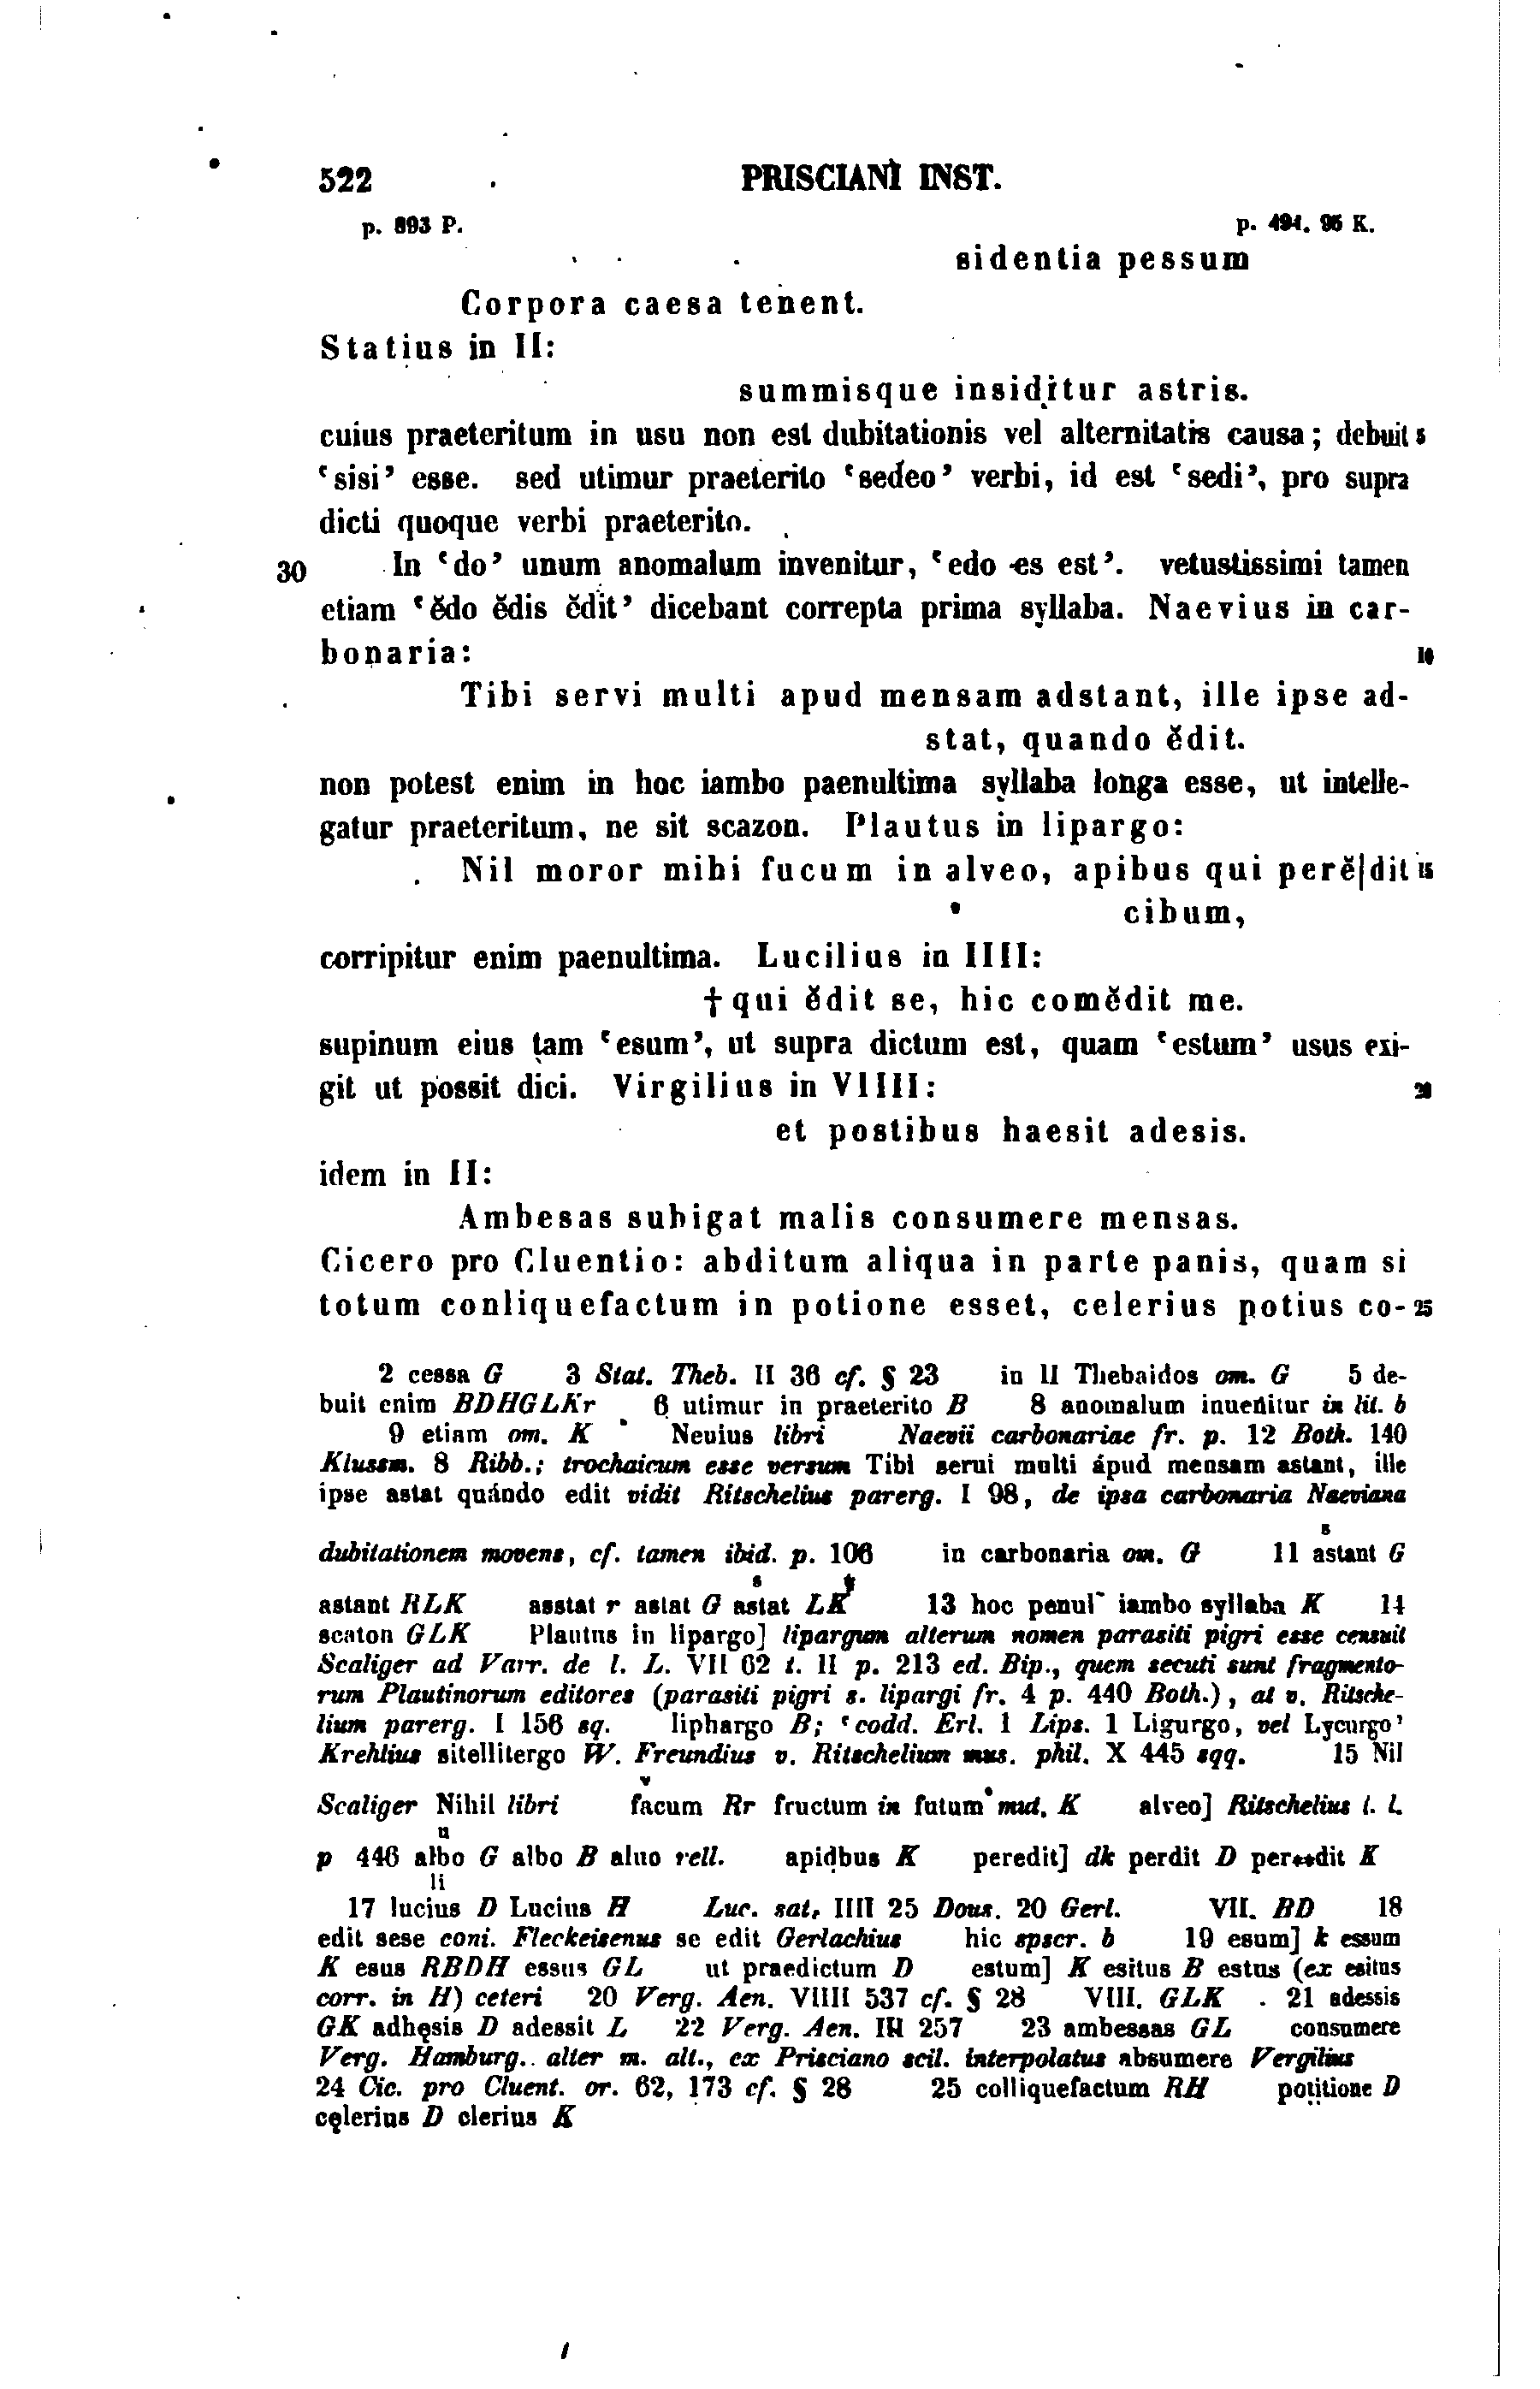 522 PRISCIANI INST.
p. 893 P. p. 494. 95 K.
sidentia pessum
Corpora caesa tenent.
Statius in II:
summisque insiditur astris.
cuius praeteritum in usu non est dubitationis vel alternitatis causa; debuit 5
‘sisi’ esse. sed utimur praeterito ‘sedeo’ verbi, id est ‘sedi’, pro supra
dicti quoque verbi praeterito.
30 In ‘do’ unum anomalum invenitur, ‘edo es est’. vetustissimi tamen
etiam ‘ĕdo ĕdis ĕdit’ dicebant correpta prima syllaba. Naevius in car-
bonaria: 10
Tibi servi multi apud mensam adstant, ille ipse ad-
stat, quando ĕdit.
non potest enim in hoc iambo paenultima syllaba longa esse, ut intelle-
gatur praeteritum, ne sit scazon. Plautus in lipargo:
Nil moror mihi fucum in alveo, apibus qui perĕ|dit 15
cibum,
corripitur enim paenultima. Lucilius in IIII:
† qui ĕdit se, hic comĕdit me.
supinum eius tam ‘esum’, ut supra dictum est, quam ‘estum’ usus exi-
git ut possit dici. Virgilius in VIIII: 20
et postibus haesit adesis.
idem in II:
Ambesas subigat malis consumere mensas.
Cicero pro Cluentio: abditum aliqua in parte panis, quam si
totum conliquefactum in potione esset, celerius potius co- 25
2 cessa G 3 Stat. Theb. II 36 cf. § 23 in II Thebaidos om. G 5 de-
buit enim BDHGLKr 6 utimur in praeterito B 8 anomalum inuenitur in lit. b
9 etiam om. K Neuius libri Naevii carbonariae fr. p. 12 Both. 140
Klussm. 8 Ribb.; trochaicum esse versum Tibi serui multi ápud mensam astant, ille
ipse astat quándo edit vidit Ritschelius parerg. I 98, de ipsa carbonaria Naeviana
s
dubitationem movens, cf. tamen ibid. p. 106 in carbonaria om. G 11 astant G
s
astant RLK asstat r astat G astat LK 13 hoc penul˜ iambo syllaba K 14
scaton GLK Plautus in lipargo] lipargum alterum nomen parasiti pigri esse censuit
Scaliger ad Varr. de l. L. VII 62 t. II p. 213 ed. Bip., quem secuti sunt fragmento-
rum Plautinorum editores (parasiti pigri s. lipargi fr. 4 p. 440 Both.), at v. Ritsche-
lium parerg. I 156 sq. liphargo B; ‘codd. Erl. 1 Lips. 1 Ligurgo, vel Lycurgo’
Krehlius sitellitergo W. Freundius v. Ritschelium mus. phil. X 445 sqq. 15 Nil
v
Scaliger Nihil libri facum Rr fructum in futum mut. K alveo] Ritschelius l. l.
u
p 446 albo G albo B aluo rell. apidbus K peredit] dk perdit D per**dit K
li
17 lucius D Lucius H Luc. sat. IIII 25 Dous. 20 Gerl. VII. BD 18
edit sese coni. Fleckeisenus se edit Gerlachius hic spscr. b 19 esum] k essum
K esus RBDH essus GL ut praedictum D estum] K esitus B estus (ex esitus
corr. in H) ceteri 20 Verg. Aen. VIIII 537 cf. § 28 VIII. GLK 21 adessis
GK adhęsis D adessit L 22 Verg. Aen. III 257 23 ambessas GL consumere
Verg. Hamburg. alter m. alt., ex Prisciano scil. interpolatus absumere Vergilius
24 Cic. pro Cluent. or. 62, 173 cf. § 28 25 colliquefactum RH potitione D
cęlerius D clerius K